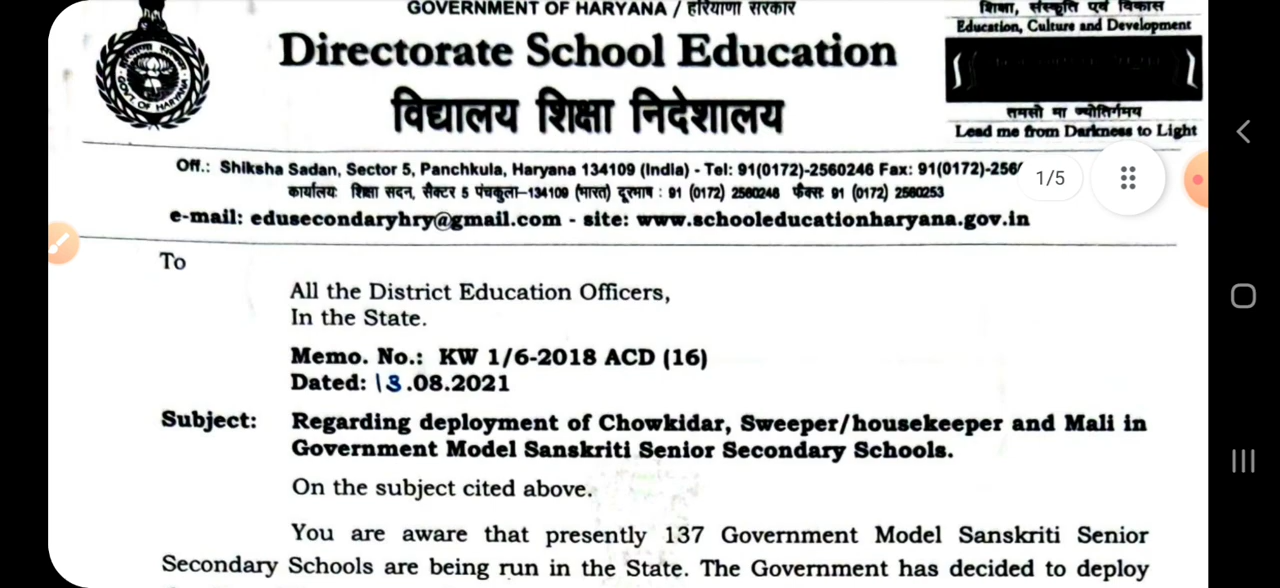 GOVERNMENT OF HARYANA / हरियाणा सरकार
Directorate School Education
विद्यालय शिक्षा निदेशालय
GOVT. OF HARYANA
शिक्षा, संस्कृति एवं विकास
Education, Culture and Development
तमसो मा ज्योतिर्गमय
Lead me from Darkness to Light
Off.: Shiksha Sadan, Sector 5, Panchkula, Haryana 134109 (India) - Tel: 91(0172)-2560246 Fax: 91(0172)-256
कार्यालयः शिक्षा सदन, सैक्टर 5 पंचकुला–134109 (भारत) दूरभाष : 91 (0172) 2560246 फैक्सः 91 (0172) 2560253
e-mail: edusecondaryhry@gmail.com - site: www.schooleducationharyana.gov.in
1/5
To
All the District Education Officers,
In the State.
Memo. No.: KW 1/6-2018 ACD (16)
Dated: 13.08.2021
Subject: Regarding deployment of Chowkidar, Sweeper/housekeeper and Mali in
Government Model Sanskriti Senior Secondary Schools.
On the subject cited above.
You are aware that presently 137 Government Model Sanskriti Senior
Secondary Schools are being run in the State. The Government has decided to deploy